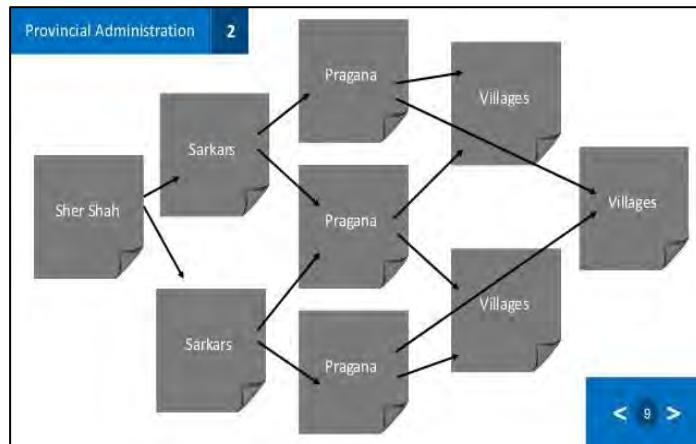 Provincial Administration 2
Pragana
Villages
Sarkars
Sher Shah
Pragana
Villages
Villages
Sarkars
Pragana
< 9 >